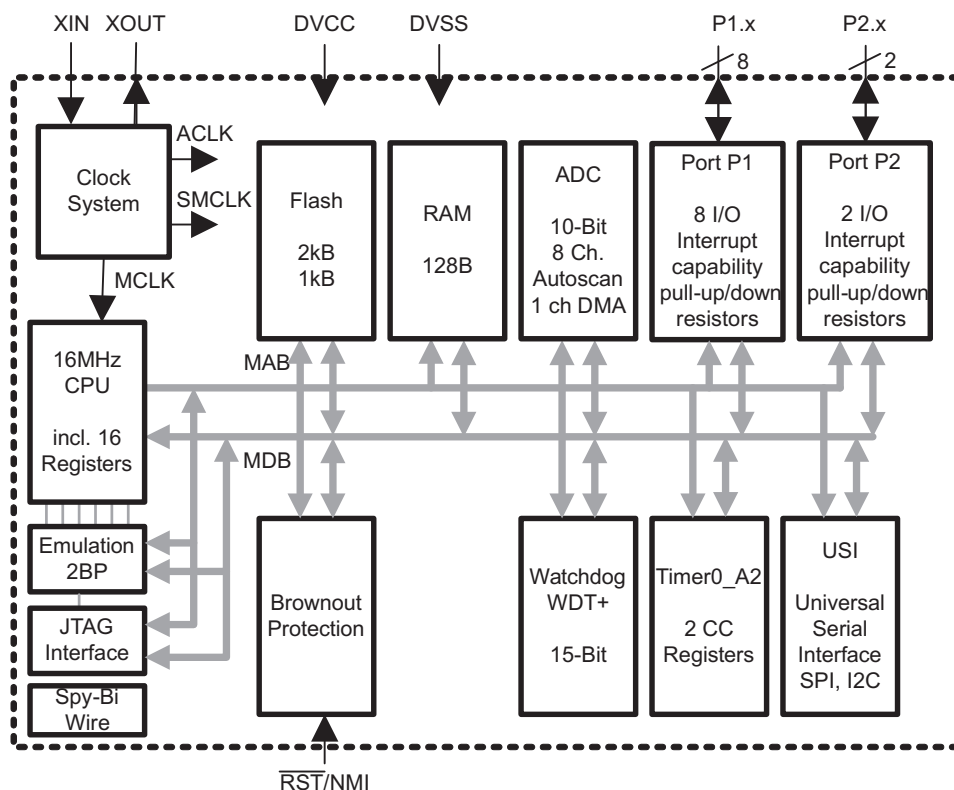 XIN XOUT DVCC DVSS P1.x P2.x
8 2
Clock
System
ACLK
SMCLK
MCLK
Flash
2kB
1kB
RAM
128B
ADC
10-Bit
8 Ch.
Autoscan
1 ch DMA
Port P1
8 I/O
Interrupt
capability
pull-up/down
resistors
Port P2
2 I/O
Interrupt
capability
pull-up/down
resistors
16MHz
CPU
incl. 16
Registers
MAB
MDB
Emulation
2BP
JTAG
Interface
Spy-Bi
Wire
Brownout
Protection
Watchdog
WDT+
15-Bit
Timer0_A2
2 CC
Registers
USI
Universal
Serial
Interface
SPI, I2C
RST/NMI